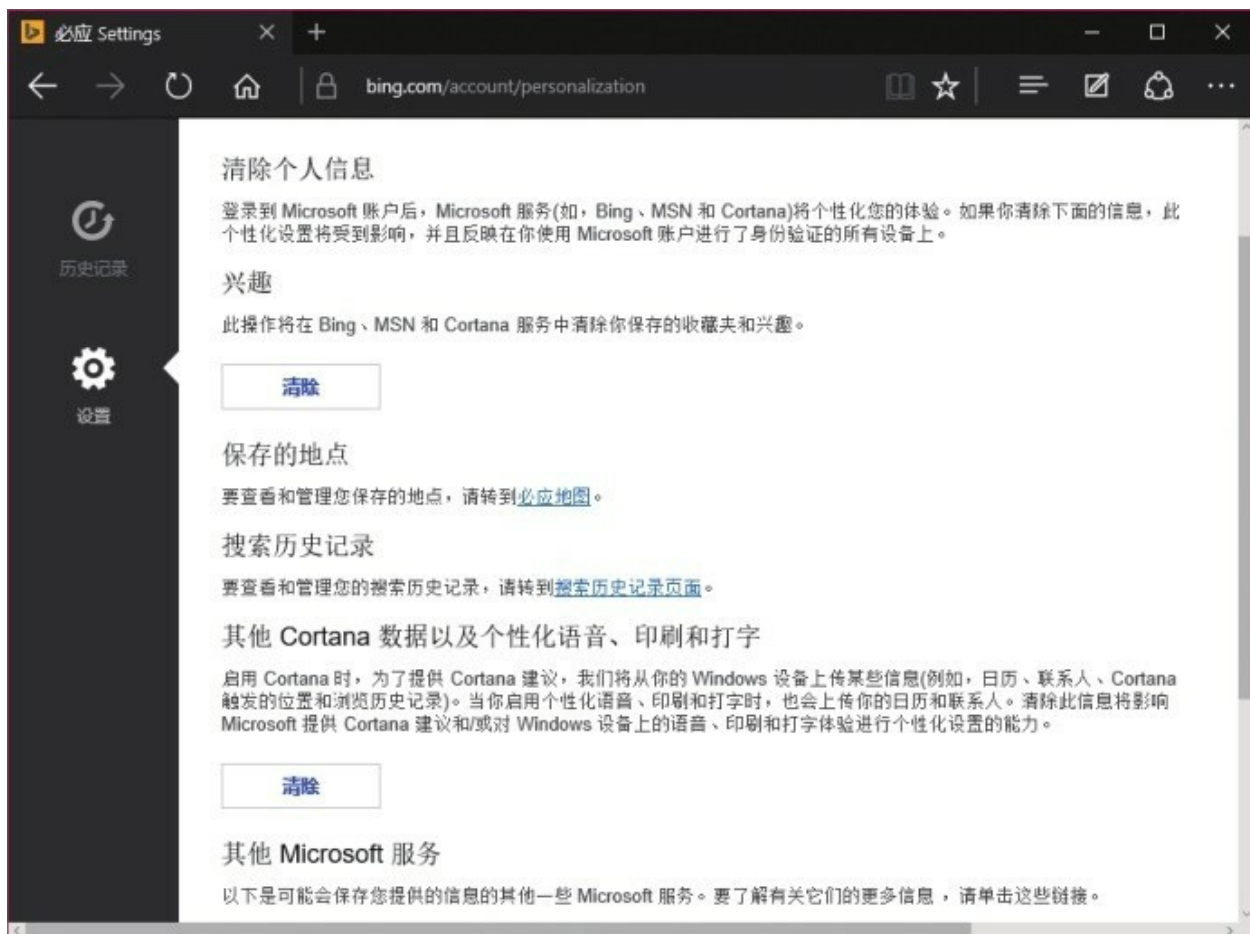 必应 Settings
bing.com/account/personalization
清除个人信息
登录到 Microsoft 账户后，Microsoft 服务(如，Bing、MSN 和 Cortana)将个性化您的体验。如果你清除下面的信息，此
个性化设置将受到影响，并且反映在你使用 Microsoft 账户进行了身份验证的所有设备上。
历史记录
兴趣
此操作将在 Bing、MSN 和 Cortana 服务中清除你保存的收藏夹和兴趣。
清除
设置
保存的地点
要查看和管理您保存的地点，请转到必应地图。
搜索历史记录
要查看和管理您的搜索历史记录，请转到搜索历史记录页面。
其他 Cortana 数据以及个性化语音、印刷和打字
启用 Cortana 时，为了提供 Cortana 建议，我们将从你的 Windows 设备上传某些信息(例如，日历、联系人、Cortana
触发的位置和浏览历史记录)。当你启用个性化语音、印刷和打字时，也会上传你的日历和联系人。清除此信息将影响
Microsoft 提供 Cortana 建议和/或对 Windows 设备上的语音、印刷和打字体验进行个性化设置的能力。
清除
其他 Microsoft 服务
以下是可能会保存您提供的信息的其他一些 Microsoft 服务。要了解有关它们的更多信息，请单击这些链接。